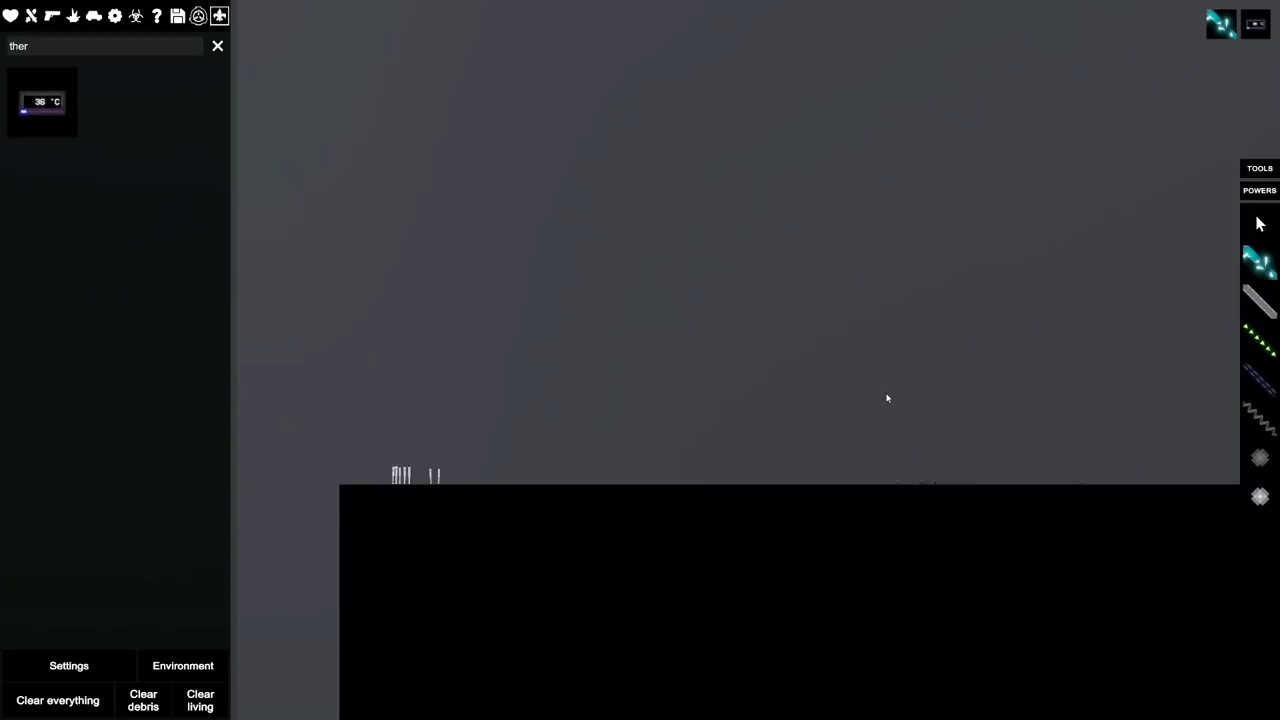 ther
36 °C
TOOLS
POWERS
Settings
Environment
Clear everything
Clear
debris
Clear
living